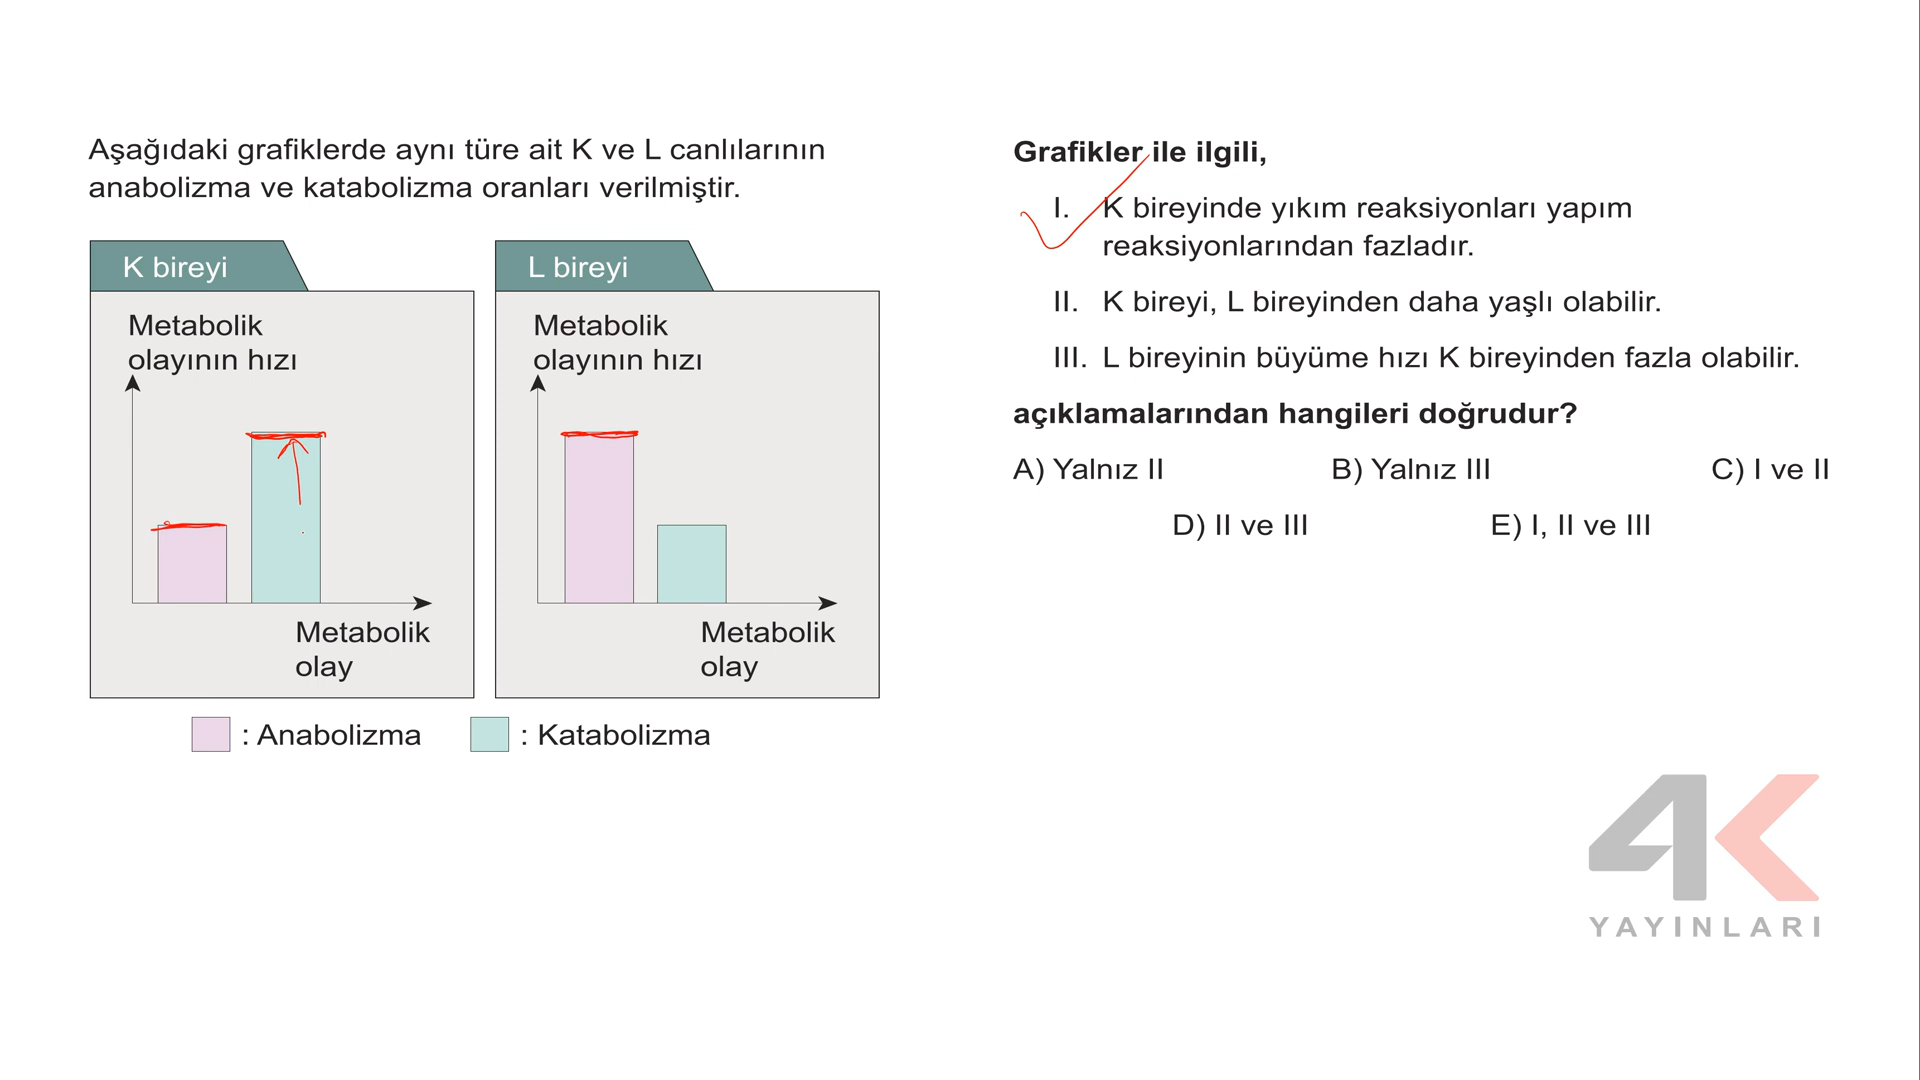 Aşağıdaki grafiklerde aynı türe ait K ve L canlılarının
anabolizma ve katabolizma oranları verilmiştir.
K bireyi
Metabolik
olayının hızı
Metabolik
olay
L bireyi
Metabolik
olayının hızı
Metabolik
olay
: Anabolizma
: Katabolizma
Grafikler ile ilgili,
I. K bireyinde yıkım reaksiyonları yapım
reaksiyonlarından fazladır.
II. K bireyi, L bireyinden daha yaşlı olabilir.
III. L bireyinin büyüme hızı K bireyinden fazla olabilir.
açıklamalarından hangileri doğrudur?
A) Yalnız II B) Yalnız III C) I ve II
D) II ve III E) I, II ve III
4K
YAYINLARI